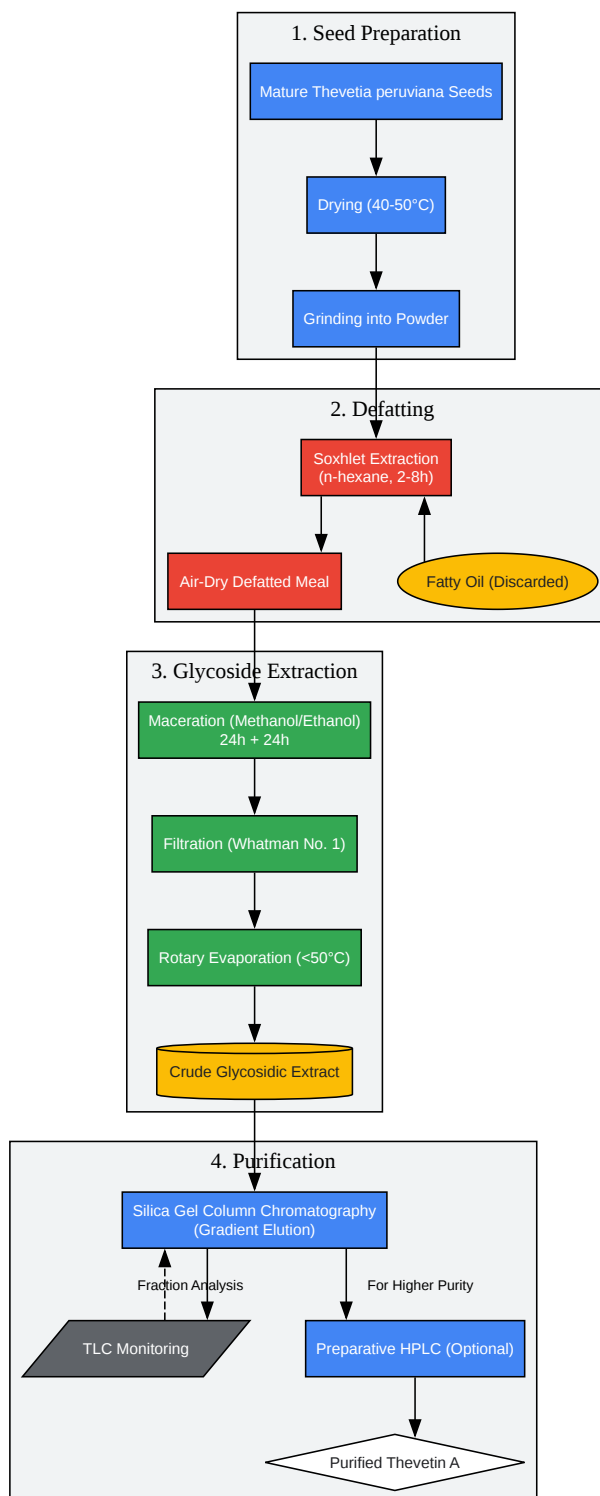 1. Seed Preparation
Mature Thevetia peruviana Seeds
Drying (40-50°C)
Grinding into Powder
2. Defatting
Soxhlet Extraction
(n-hexane, 2-8h)
Air-Dry Defatted Meal
Fatty Oil (Discarded)
3. Glycoside Extraction
Maceration (Methanol/Ethanol)
24h + 24h
Filtration (Whatman No. 1)
Rotary Evaporation (<50°C)
Crude Glycosidic Extract
4. Purification
Silica Gel Column Chromatography
(Gradient Elution)
Fraction Analysis
For Higher Purity
TLC Monitoring
Preparative HPLC (Optional)
Purified Thevetin A